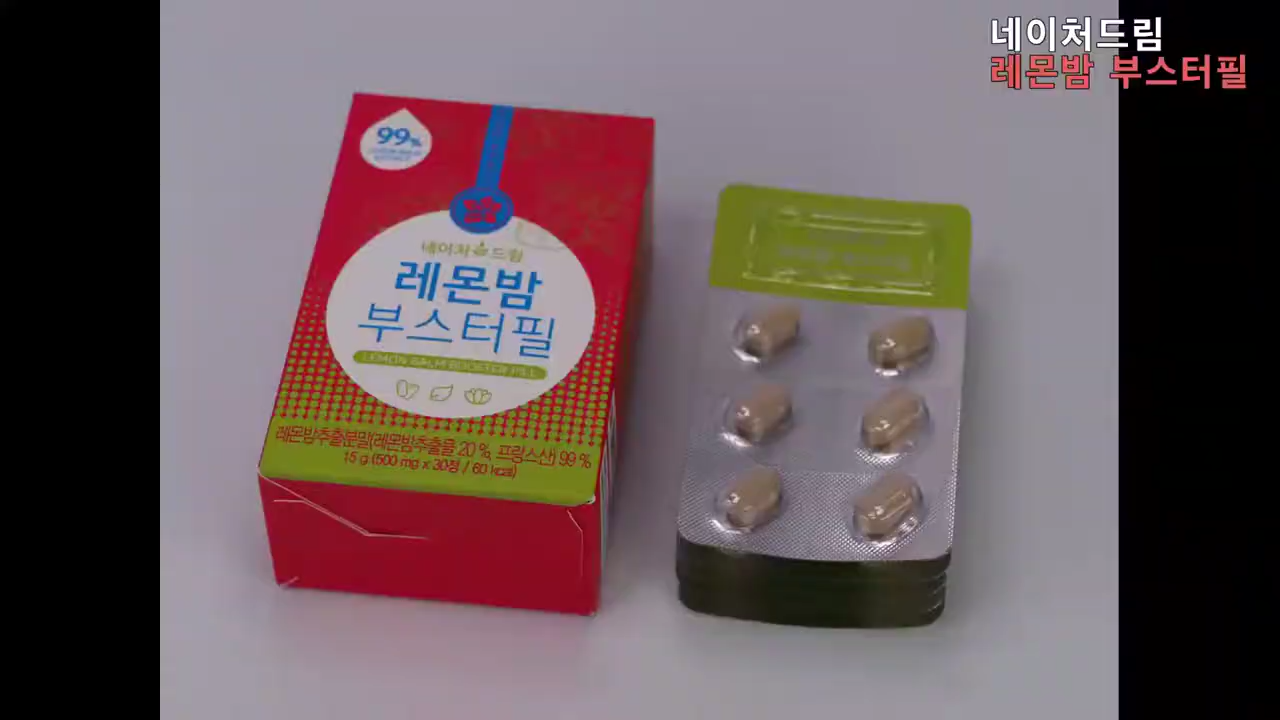 네이처드림
레몬밤 부스터필
99%
네이처드림
레몬밤
부스터필
LEMON BALM BOOSTER PILL
레몬밤추출분말(레몬밤추출물 20 %, 프랑스산) 99 %
15 g (500 mg x 30정 / 60 kcal)